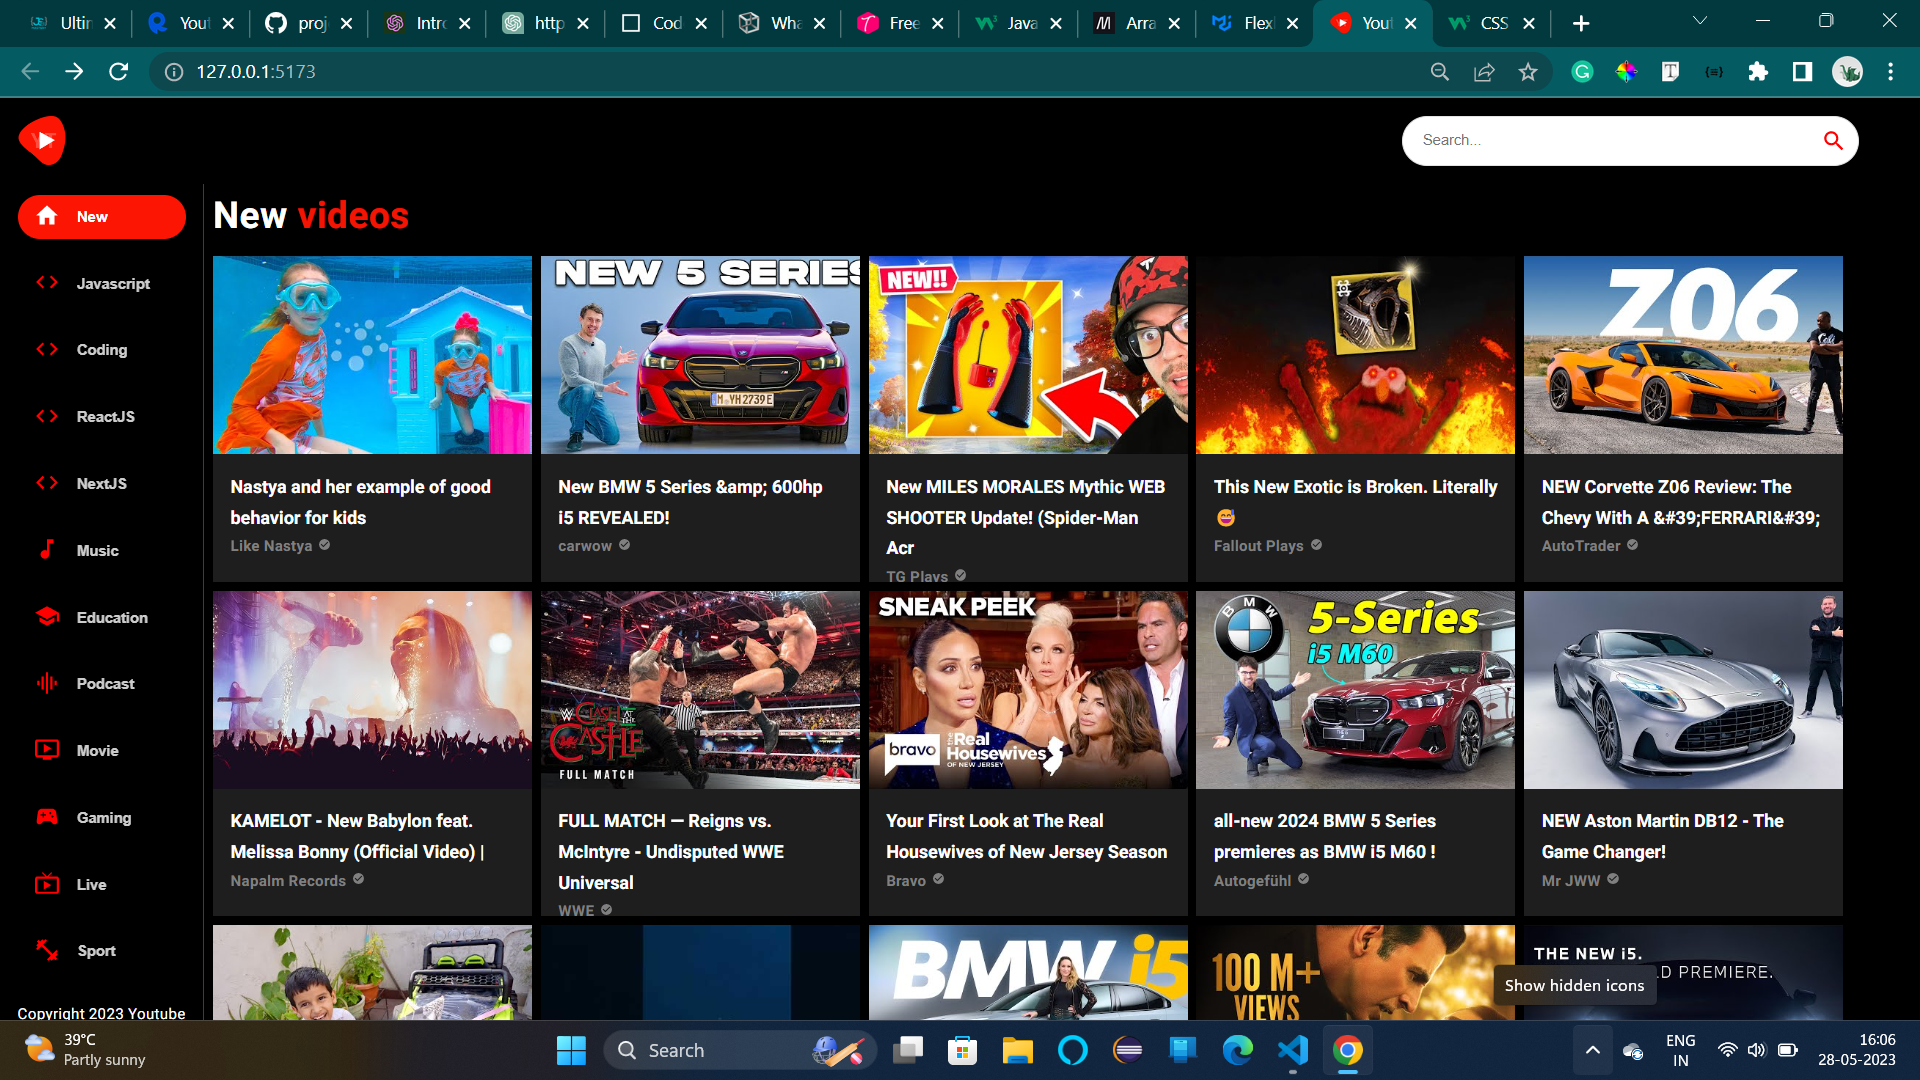 Ultin
Yout
proj
Intro
http
Cod
Wha
Free
Java
Arra
Flexl
Yout
CSS
127.0.0.1:5173
Search...
New
Javascript
Coding
ReactJS
NextJS
Music
Education
Podcast
Movie
Gaming
Live
Sport
Copyright 2023 Youtube
New videos
NEW 5 SERIES
M YH 2739 E
NEW!!
Z06
Nastya and her example of good
behavior for kids
Like Nastya
New BMW 5 Series &amp; 600hp
i5 REVEALED!
carwow
New MILES MORALES Mythic WEB
SHOOTER Update! (Spider-Man
Acr
TG Plays
This New Exotic is Broken. Literally
😅
Fallout Plays
NEW Corvette Z06 Review: The
Chevy With A &#39;FERRARI&#39;
AutoTrader
CLASH AT THE
CASTLE
FULL MATCH
SNEAK PEEK
bravo
The Real
Housewives
OF NEW JERSEY
BMW
5-Series
i5 M60
KAMELOT - New Babylon feat.
Melissa Bonny (Official Video) |
Napalm Records
FULL MATCH — Reigns vs.
McIntyre - Undisputed WWE
Universal
WWE
Your First Look at The Real
Housewives of New Jersey Season
Bravo
all-new 2024 BMW 5 Series
premieres as BMW i5 M60 !
Autogefühl
NEW Aston Martin DB12 - The
Game Changer!
Mr JWW
BMW i5
100 M+
VIEWS
THE NEW i5.
D PREMIERE.
Show hidden icons
39°C
Partly sunny
Search
ENG
IN
16:06
28-05-2023